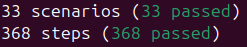 33 scenarios (33 passed)
368 steps (368 passed)